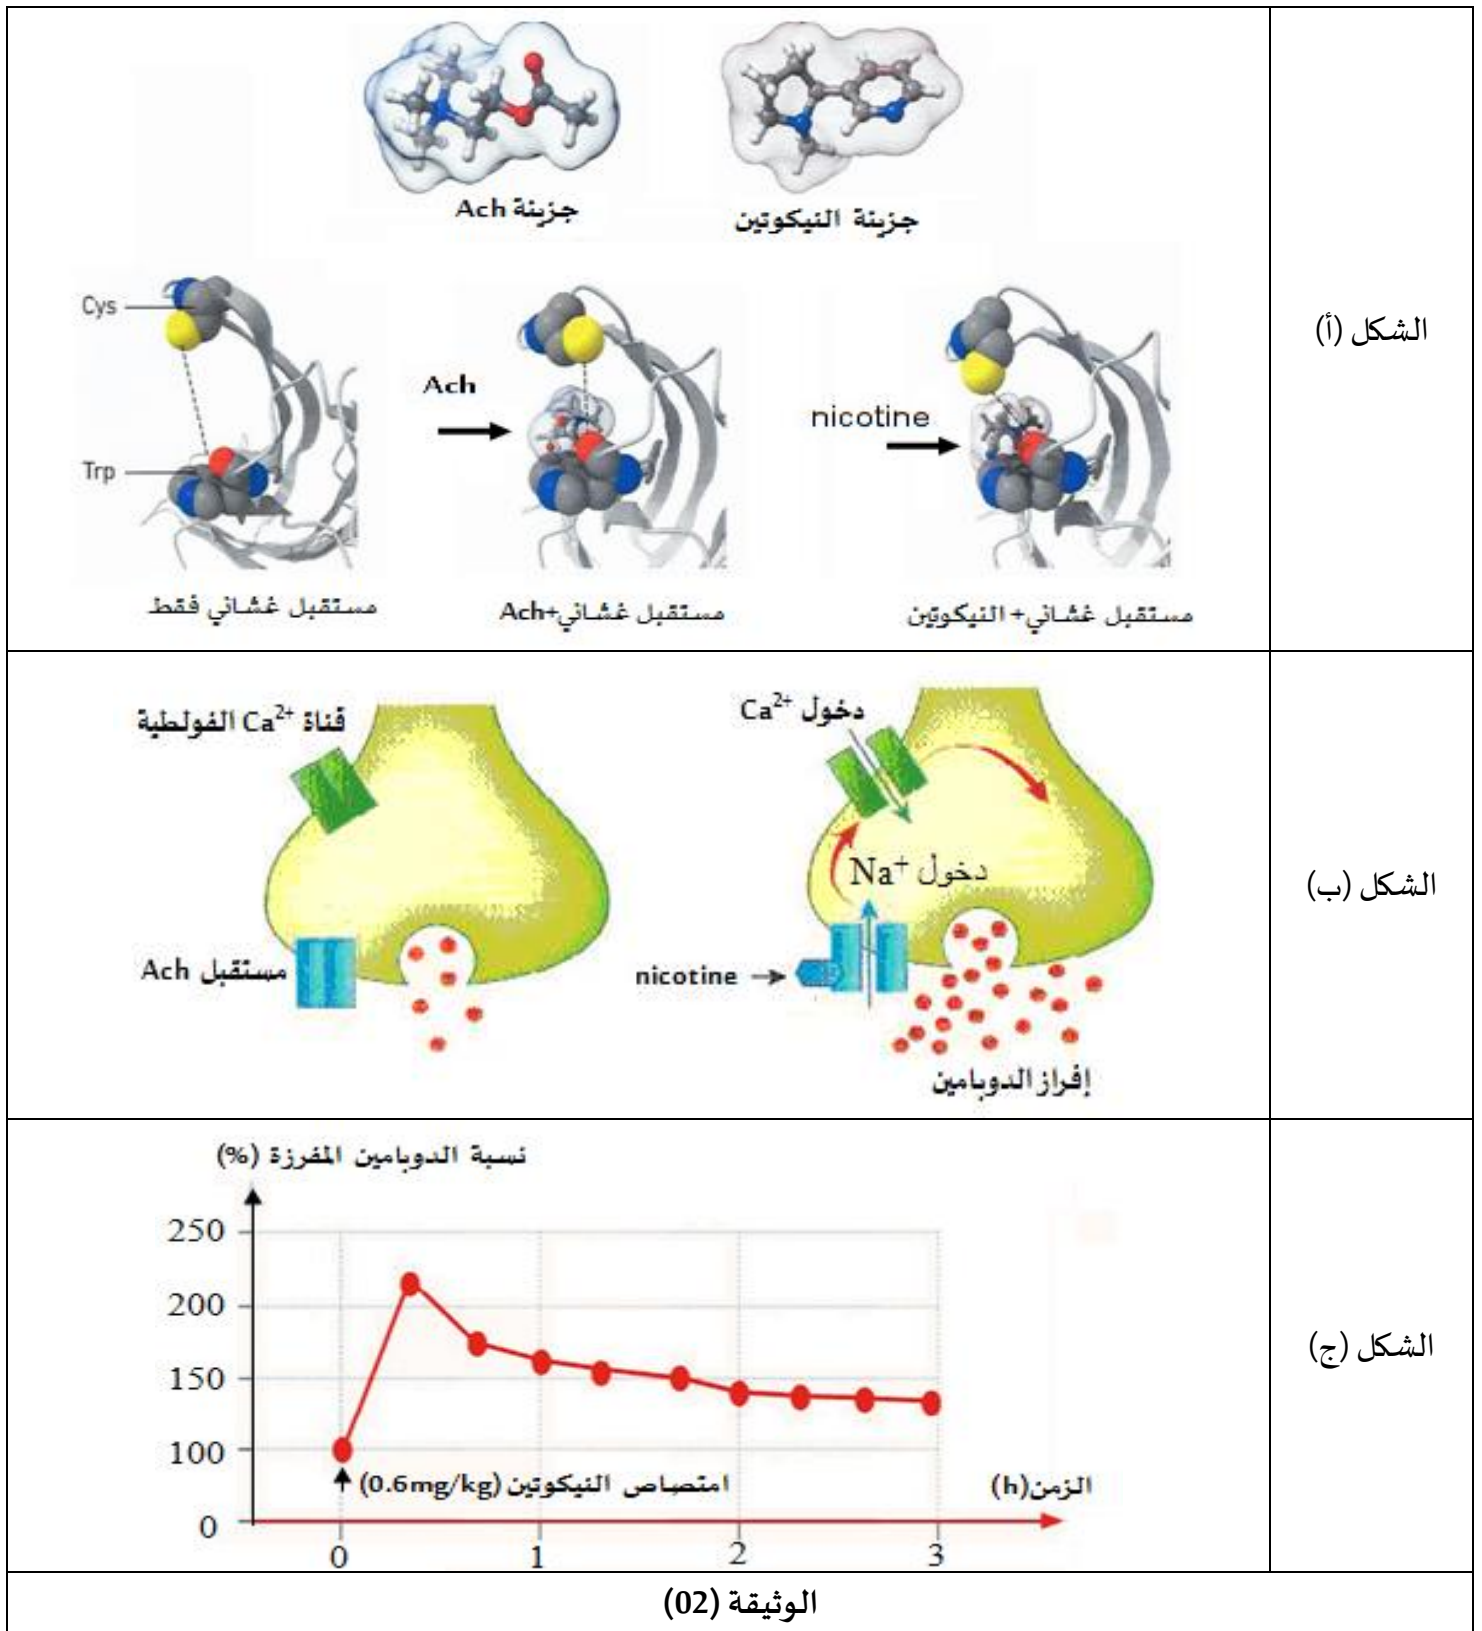 جزيئة Ach
جزيئة النيكوتين
Cys
Trp
Ach
nicotine
مستقبل غشائي فقط
مستقبل غشائي+Ach
مستقبل غشائي+ النيكوتين
الشكل (أ)
قناة Ca²⁺ الفولطية
مستقبل Ach
دخول Ca²⁺
دخول Na⁺
nicotine
إفراز الدوبامين
الشكل (ب)
نسبة الدوبامين المفرزة (%)
250
200
150
100
0
امتصاص النيكوتين (0.6mg/kg)
الزمن(h)
0 1 2 3
الشكل (ج)
الوثيقة (02)